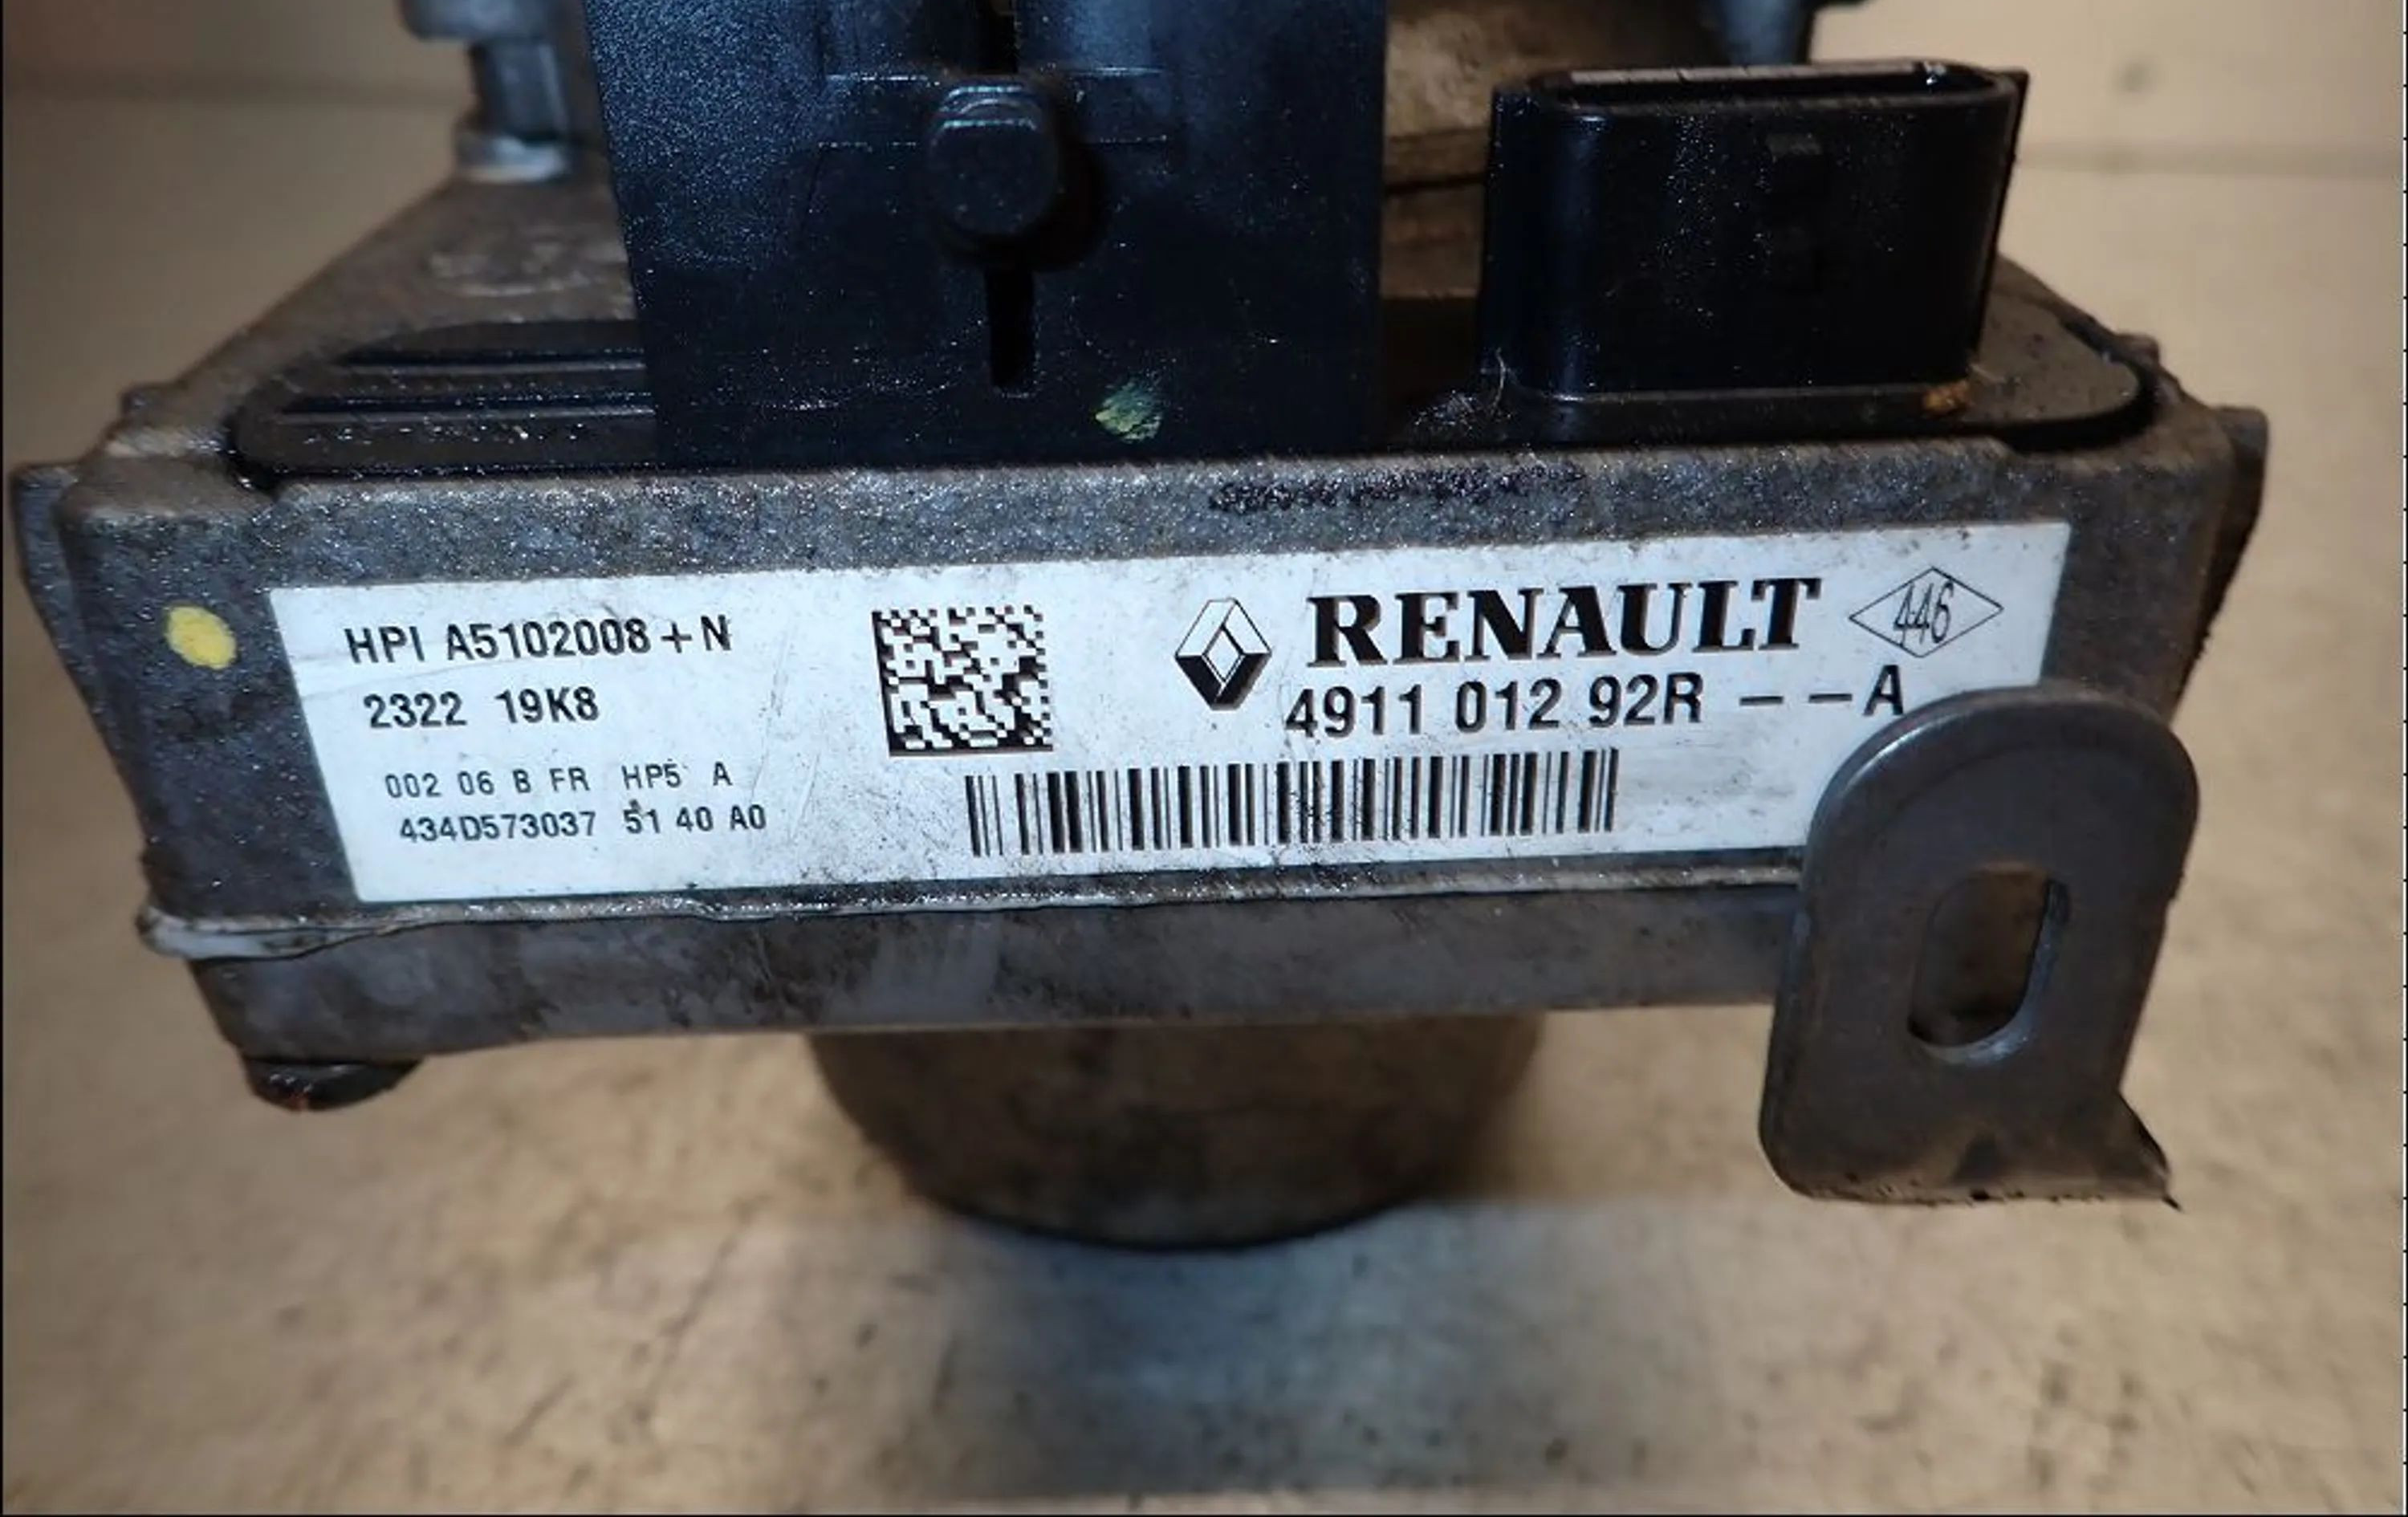 HPI A5102008+N
2322 19K8
002 06 B FR HP5 A
434D573037 51 40 A0
RENAULT
446
4911 012 92R --A